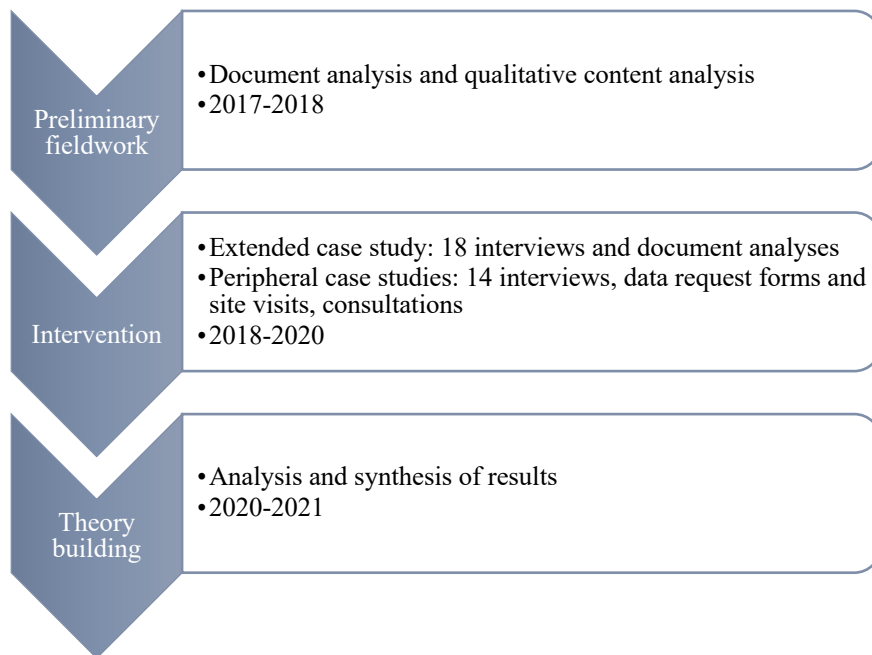 Preliminary
fieldwork
•Document analysis and qualitative content analysis
•2017-2018
Intervention
•Extended case study: 18 interviews and document analyses
•Peripheral case studies: 14 interviews, data request forms and
site visits, consultations
•2018-2020
Theory
building
•Analysis and synthesis of results
•2020-2021